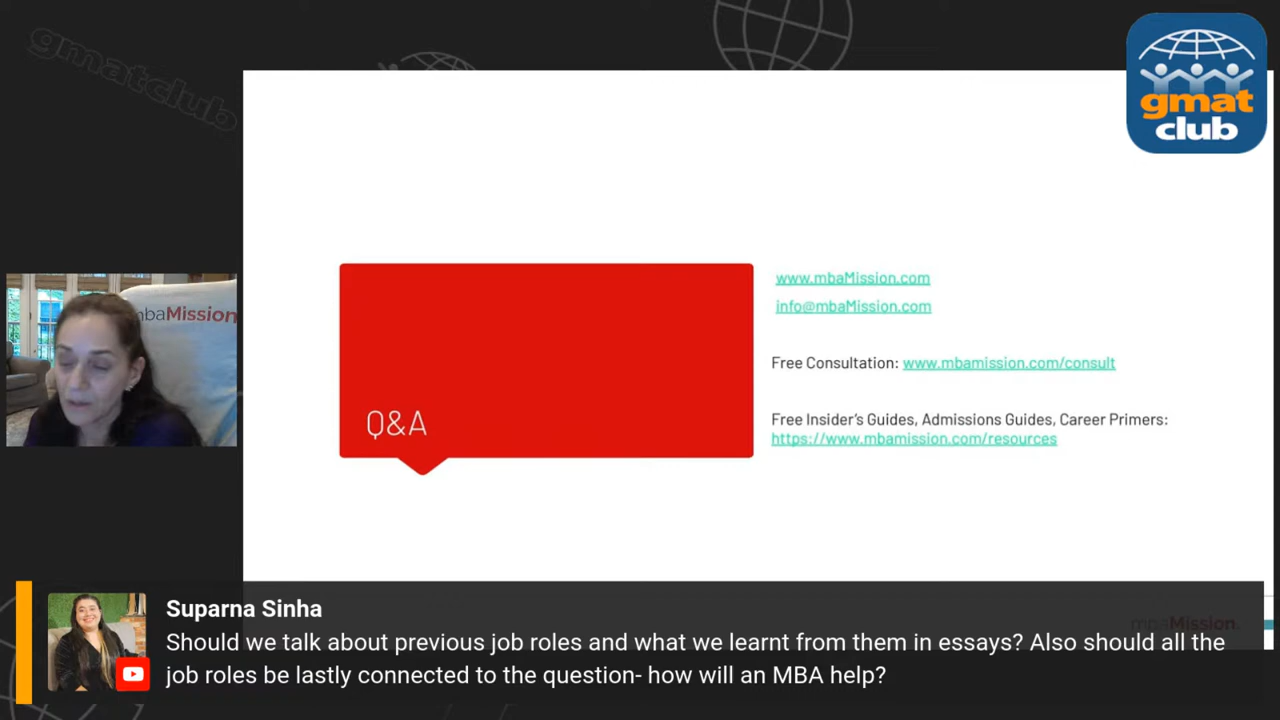 gmatclub
gmat
club
mbaMission
www.mbaMission.com
info@mbaMission.com
Free Consultation: www.mbamission.com/consult
Q&A
Free Insider's Guides, Admissions Guides, Career Primers:
https://www.mbamission.com/resources
mbaMission.
Suparna Sinha
Should we talk about previous job roles and what we learnt from them in essays? Also should all the
job roles be lastly connected to the question- how will an MBA help?